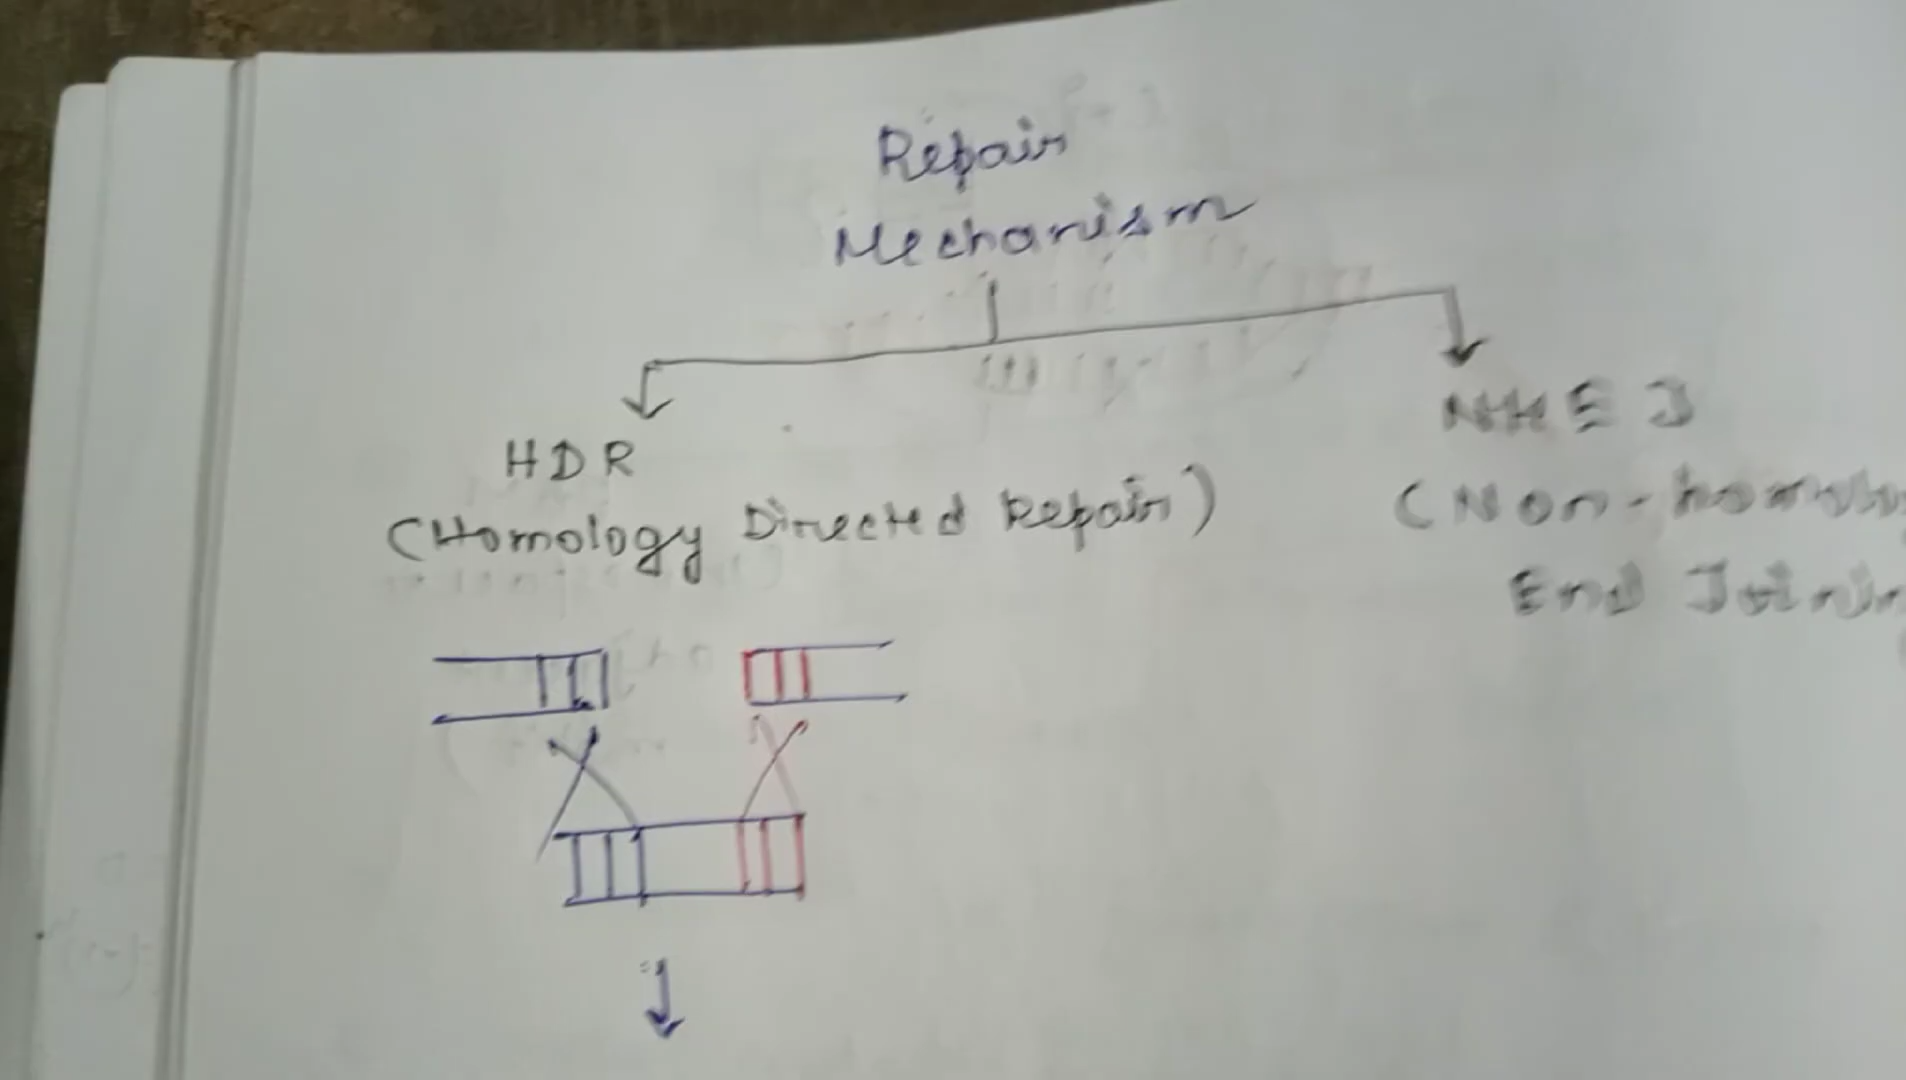 Repair
Mechanism
HDR
(Homology Directed Repair)
NHEJ
(Non-homolo
End Joinin